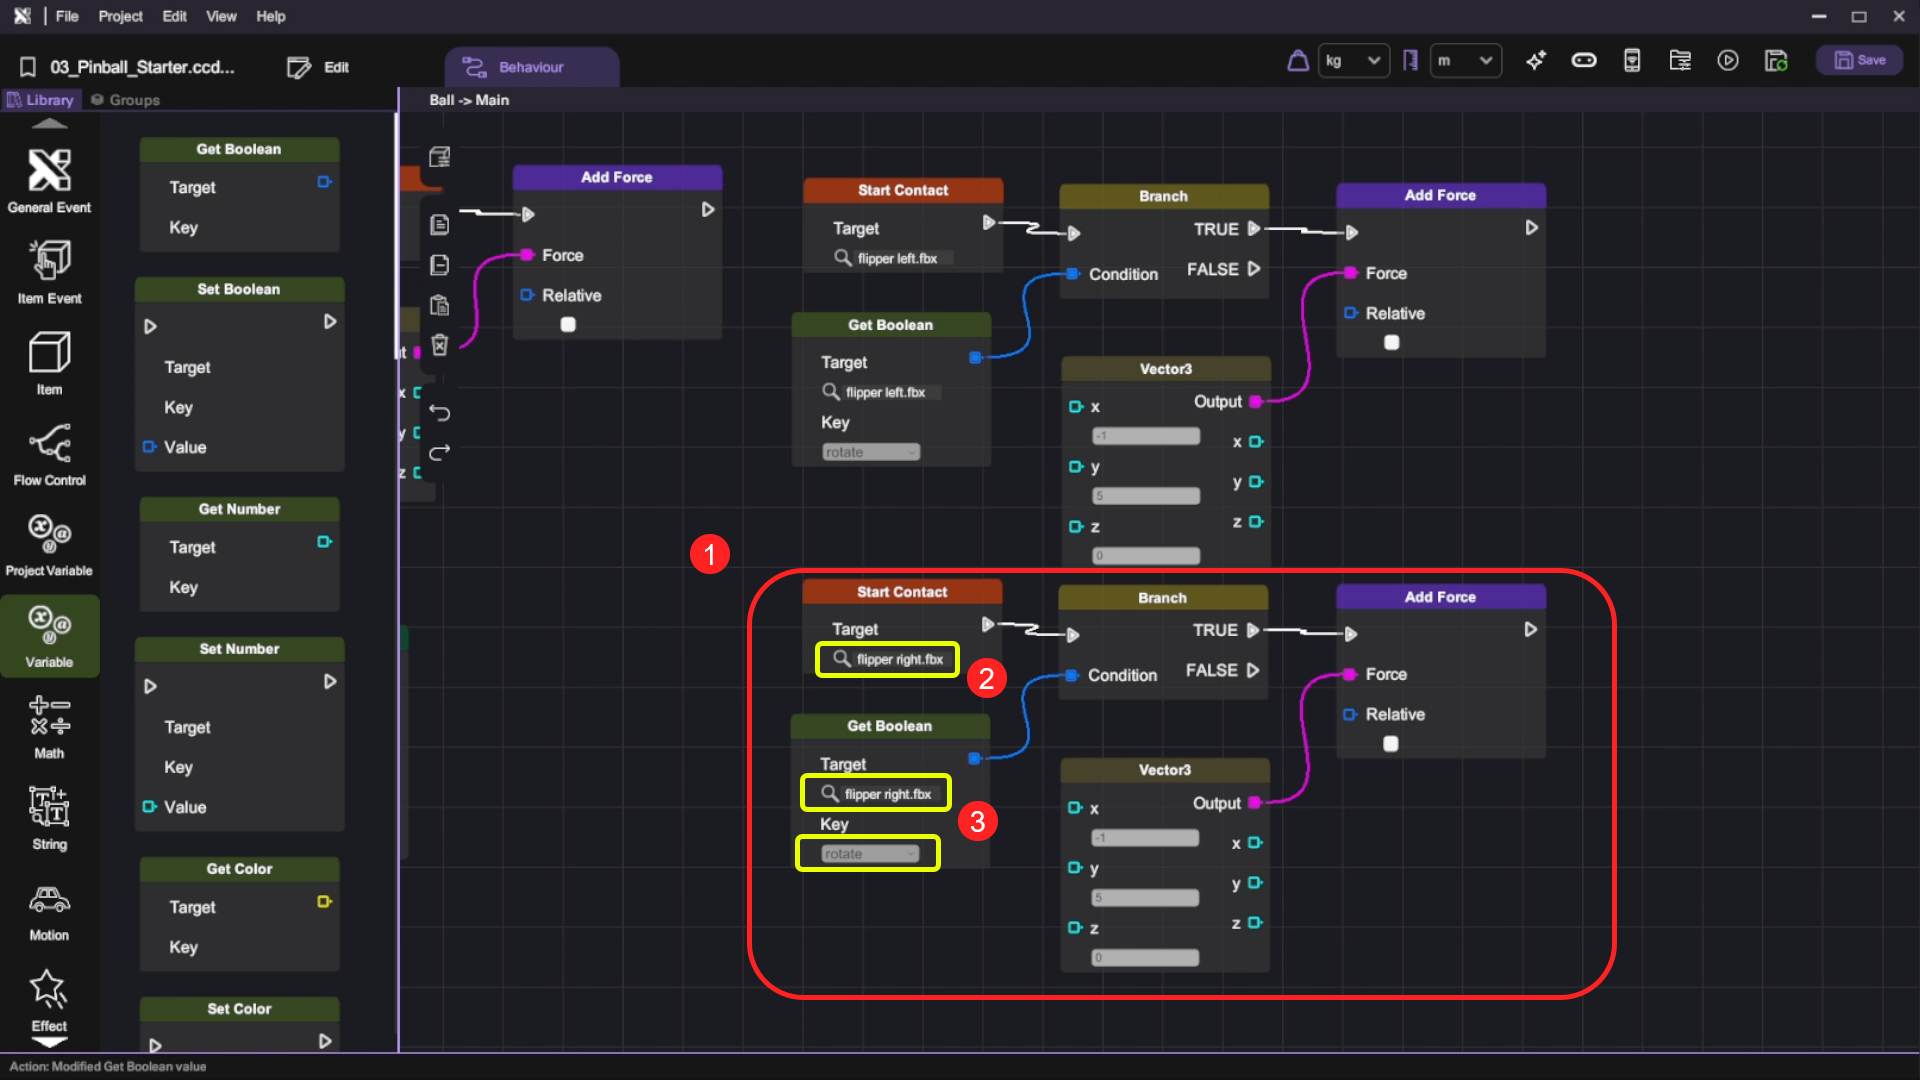 File Project Edit View Help
03_Pinball_Starter.ccd...
Edit
Behaviour
kg
m
Save
Library
Groups
Ball -> Main
General Event
Item Event
Item
Flow Control
Project Variable
Variable
Math
String
Motion
Effect
Get Boolean
Target
Key
Set Boolean
Target
Key
Value
Get Number
Target
Key
Set Number
Target
Key
Value
Get Color
Target
Key
Set Color
t
x
y
z
Add Force
Force
Relative
Start Contact
Target
flipper left.fbx
Get Boolean
Target
flipper left.fbx
Key
rotate
Branch
TRUE
Condition
FALSE
Vector3
x
Output
-1
x
y
y
5
z
z
0
Add Force
Force
Relative
1
Start Contact
Target
flipper right.fbx
2
Get Boolean
Target
flipper right.fbx
Key
3
rotate
Branch
TRUE
Condition
FALSE
Vector3
x
Output
-1
x
y
y
5
z
z
0
Add Force
Force
Relative
Action: Modified Get Boolean value